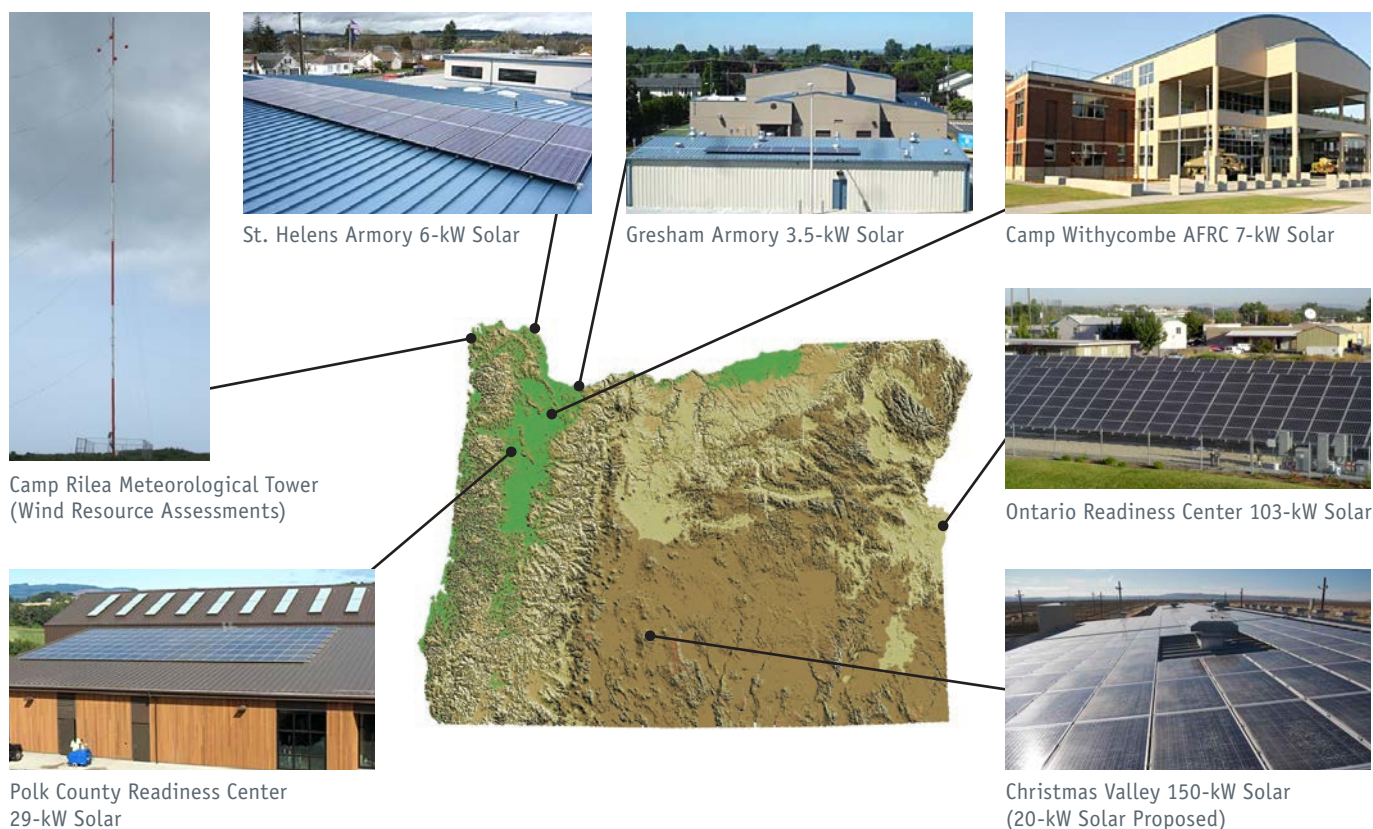 St. Helens Armory 6-kW Solar
Gresham Armory 3.5-kW Solar
Camp Withycombe AFRC 7-kW Solar
Camp Rilea Meteorological Tower
(Wind Resource Assessments)
Ontario Readiness Center 103-kW Solar
Polk County Readiness Center
29-kW Solar
Christmas Valley 150-kW Solar
(20-kW Solar Proposed)